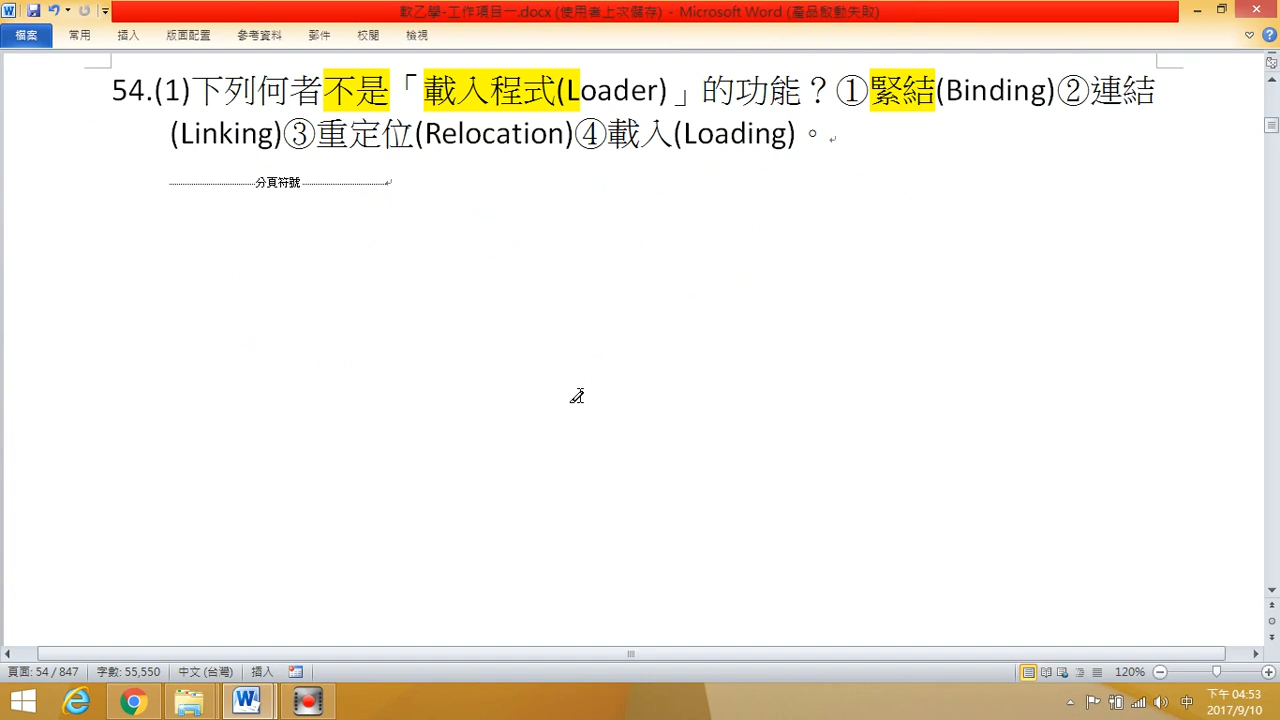 軟乙學-工作項目一.docx (使用者上次儲存) - Microsoft Word (產品啟動失敗)
檔案 常用 插入 版面配置 參考資料 郵件 校閱 檢視
54.(1)下列何者不是「載入程式(Loader)」的功能？①緊結(Binding)②連結
(Linking)③重定位(Relocation)④載入(Loading)。
分頁符號
頁面: 54 / 847 字數: 55,550 中文 (台灣) 插入 120%
中 下午 04:53
2017/9/10